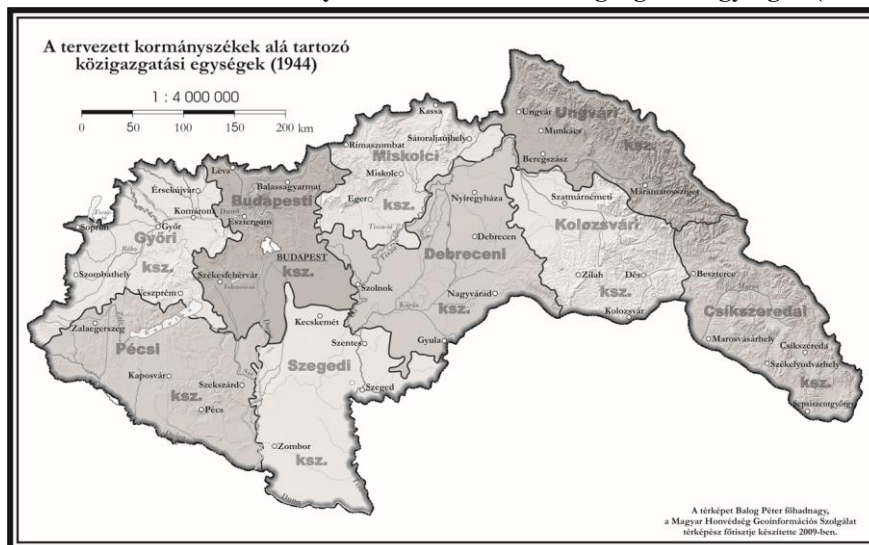 A tervezett kormányszékek alá tartozó
közigazgatási egységek (1944)
1 : 4 000 000
0 50 100 150 200 km
Kassa
Ungvár
Ungvári
ksz.
Munkács
Sátoraljaújhely
Rimaszombat
Miskolci
Miskolc
Beregszász
Léva
Balassagyarmat
Budapesti
Máramarossziget
Eger
ksz.
Nyíregyháza
Szatmárnémeti
Érsekújvár
Komárom
Esztergom
Sopron
Győr
Győri
ksz.
Kolozsvári
Debrecen
Debreceni
BUDAPEST
ksz.
Szombathely
Székesfehérvár
Zilah
Dés
ksz.
Beszterce
Szolnok
Veszprém
Nagyvárad
ksz.
Kolozsvár
Csíkszeredai
Kecskemét
Zalaegerszeg
Pécsi
Szentes
Gyula
Marosvásárhely
Csíkszereda
Szegedi
Székelyudvarhely
ksz.
Kaposvár
Szekszárd
ksz.
Szeged
Sepsiszentgyörgy
Pécs
Zombor
ksz.
A térképet Balog Péter főhadnagy,
a Magyar Honvédség Geoinformációs Szolgálat
térképész főtisztje készítette 2009-ben.